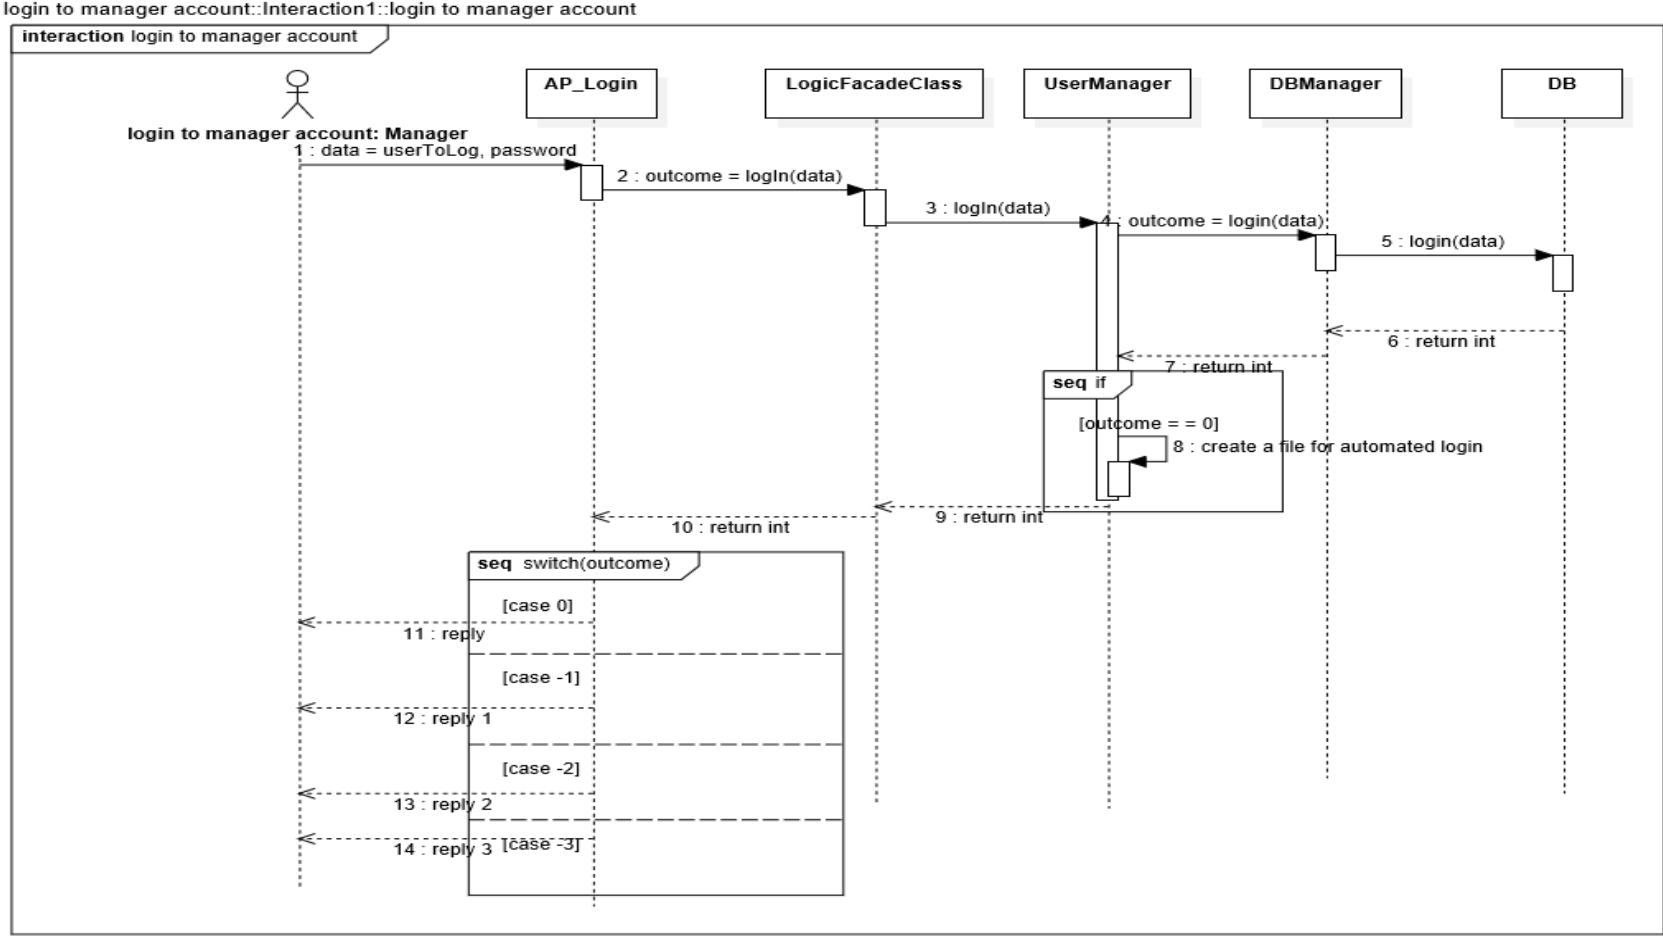 login to manager account::Interaction1::login to manager account
interaction login to manager account
AP_Login
LogicFacadeClass
UserManager
DBManager
DB
login to manager account: Manager
1 : data = userToLog, password
2 : outcome = logIn(data)
3 : logIn(data)
4 : outcome = login(data)
5 : login(data)
6 : return int
7 : return int
seq if
[outcome = = 0]
8 : create a file for automated login
9 : return int
10 : return int
seq switch(outcome)
[case 0]
11 : reply
[case -1]
12 : reply 1
[case -2]
13 : reply 2
[case -3]
14 : reply 3